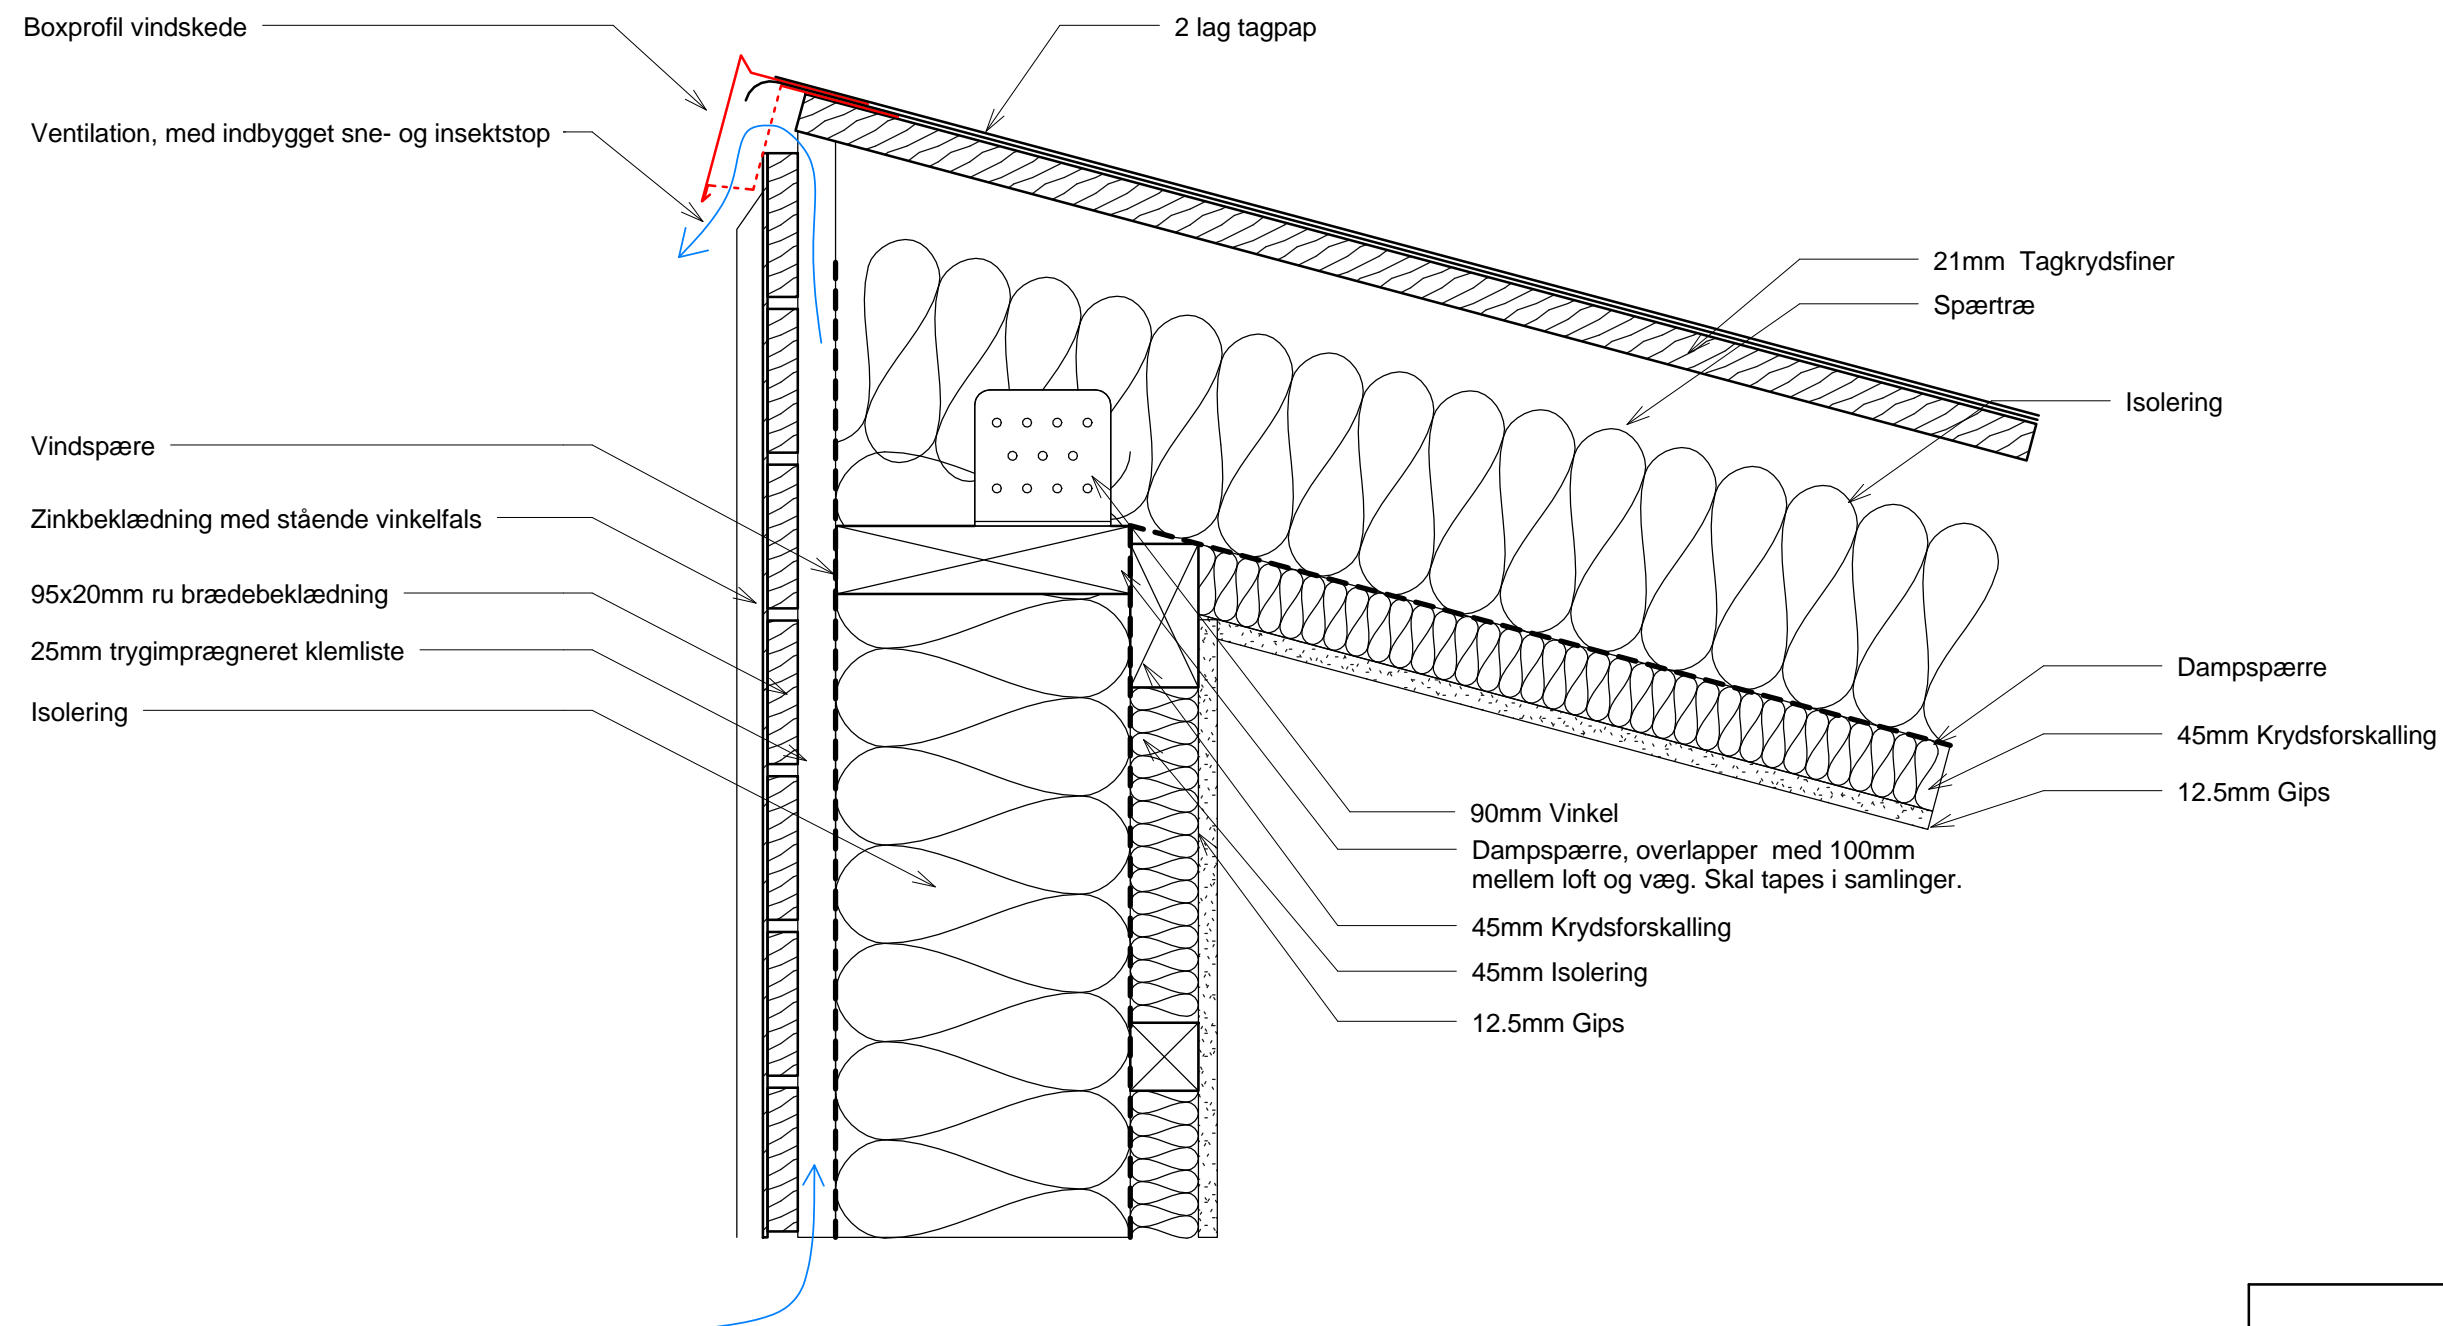 Boxprofil vindskede
2 lag tagpap
Ventilation, med indbygget sne- og insektstop
21mm  Tagkrydsfiner
Spærtræ
Isolering
Vindspære
Zinkbeklædning med stående vinkelfals
95x20mm ru brædebeklædning
25mm trygimprægneret klemliste
Isolering
Dampspærre
45mm Krydsforskalling
12.5mm Gips
90mm Vinkel
Dampspærre, overlapper  med 100mm
mellem loft og væg. Skal tapes i samlinger.
45mm Krydsforskalling
45mm Isolering
12.5mm Gips